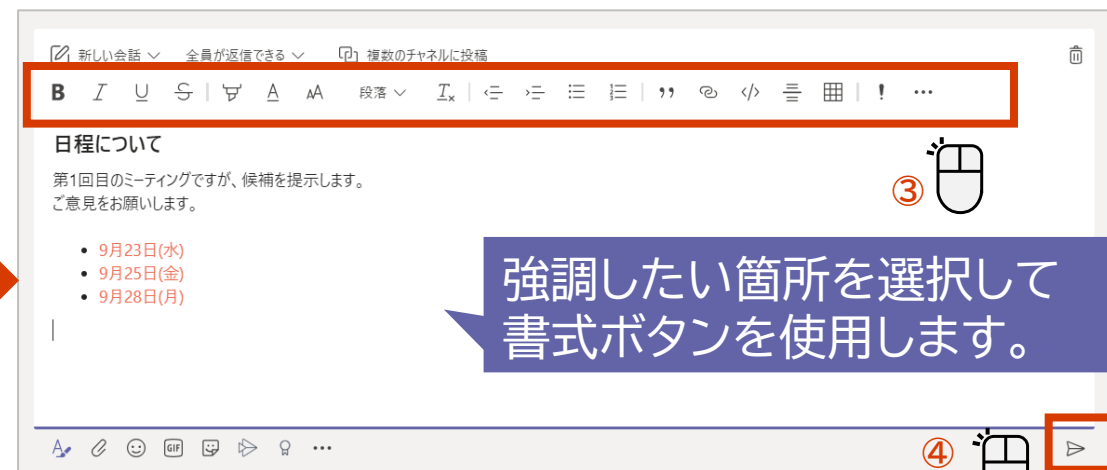 新しい会話 全員が返信できる 複数のチャネルに投稿
B I U S A AA 段落 Tx
日程について
第1回目のミーティングですが、候補を提示します。
ご意見をお願いします。
③
• 9月23日(水)
• 9月25日(金)
• 9月28日(月)
強調したい箇所を選択して
書式ボタンを使用します。
GIF
④